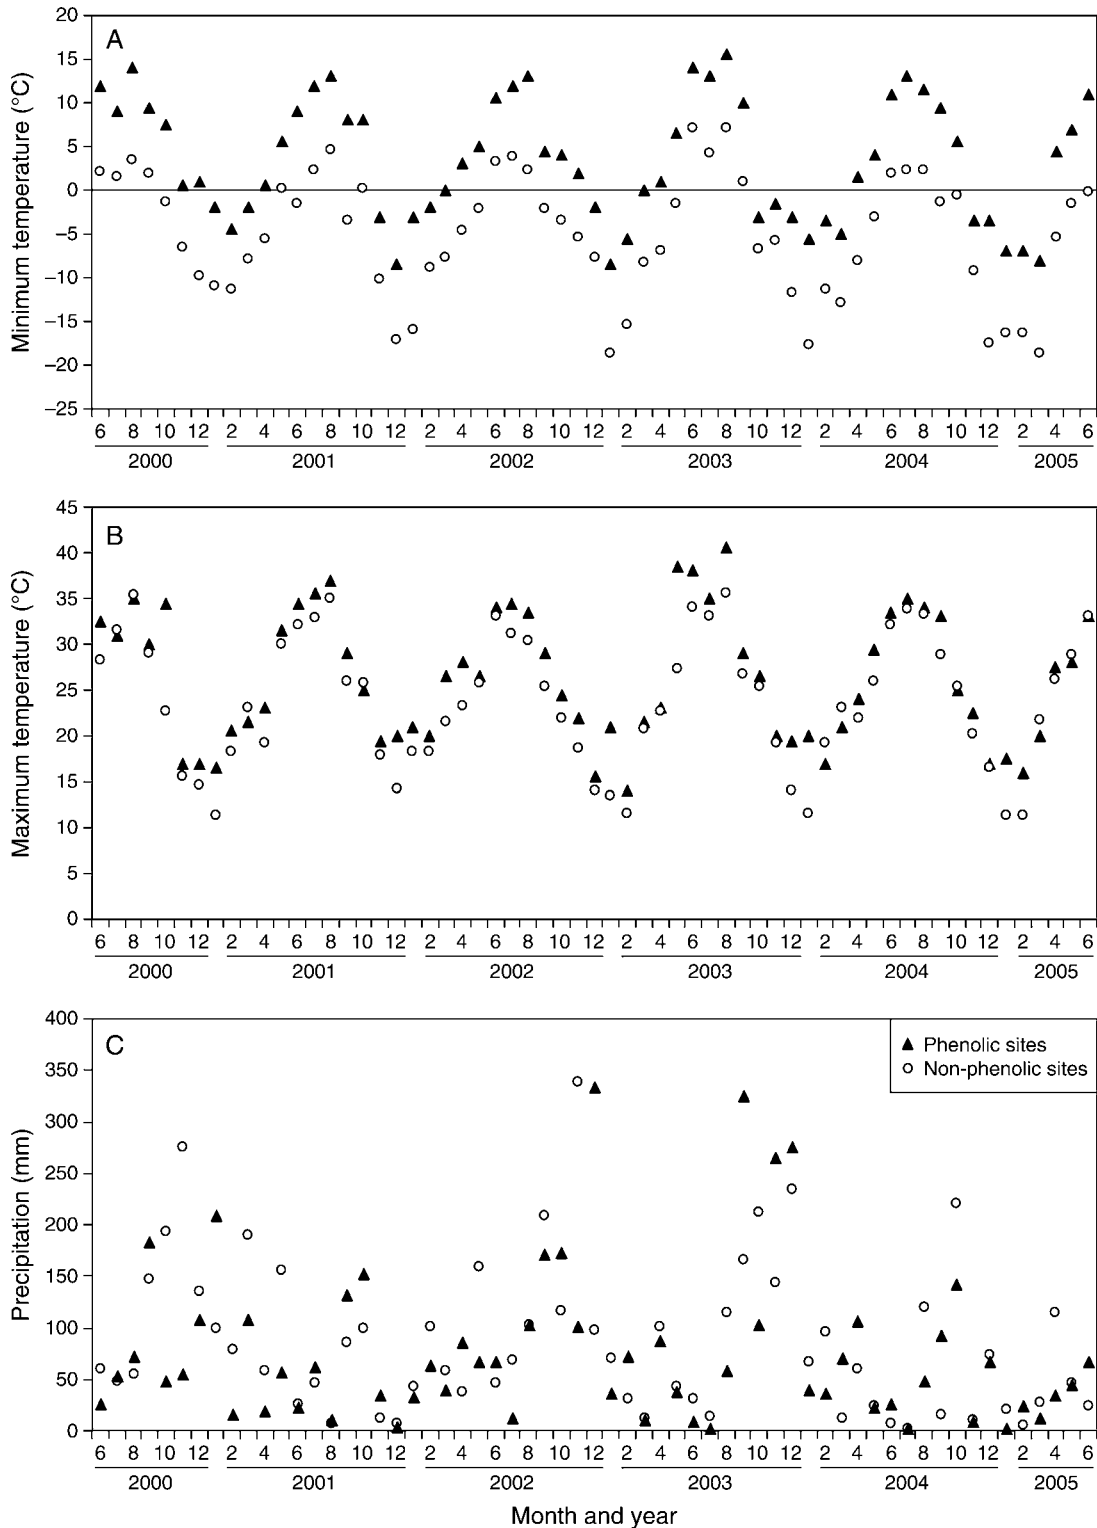 A
Minimum temperature (°C)
20
15
10
5
0
–5
–10
–15
–20
–25
6 8 10 12 2 4 6 8 10 12 2 4 6 8 10 12 2 4 6 8 10 12 2 4 6 8 10 12 2 4 6
2000 2001 2002 2003 2004 2005
B
Maximum temperature (°C)
45
40
35
30
25
20
15
10
5
0
6 8 10 12 2 4 6 8 10 12 2 4 6 8 10 12 2 4 6 8 10 12 2 4 6 8 10 12 2 4 6
2000 2001 2002 2003 2004 2005
C
Phenolic sites
Non-phenolic sites
Precipitation (mm)
400
350
300
250
200
150
100
50
0
6 8 10 12 2 4 6 8 10 12 2 4 6 8 10 12 2 4 6 8 10 12 2 4 6 8 10 12 2 4 6
2000 2001 2002 2003 2004 2005
Month and year